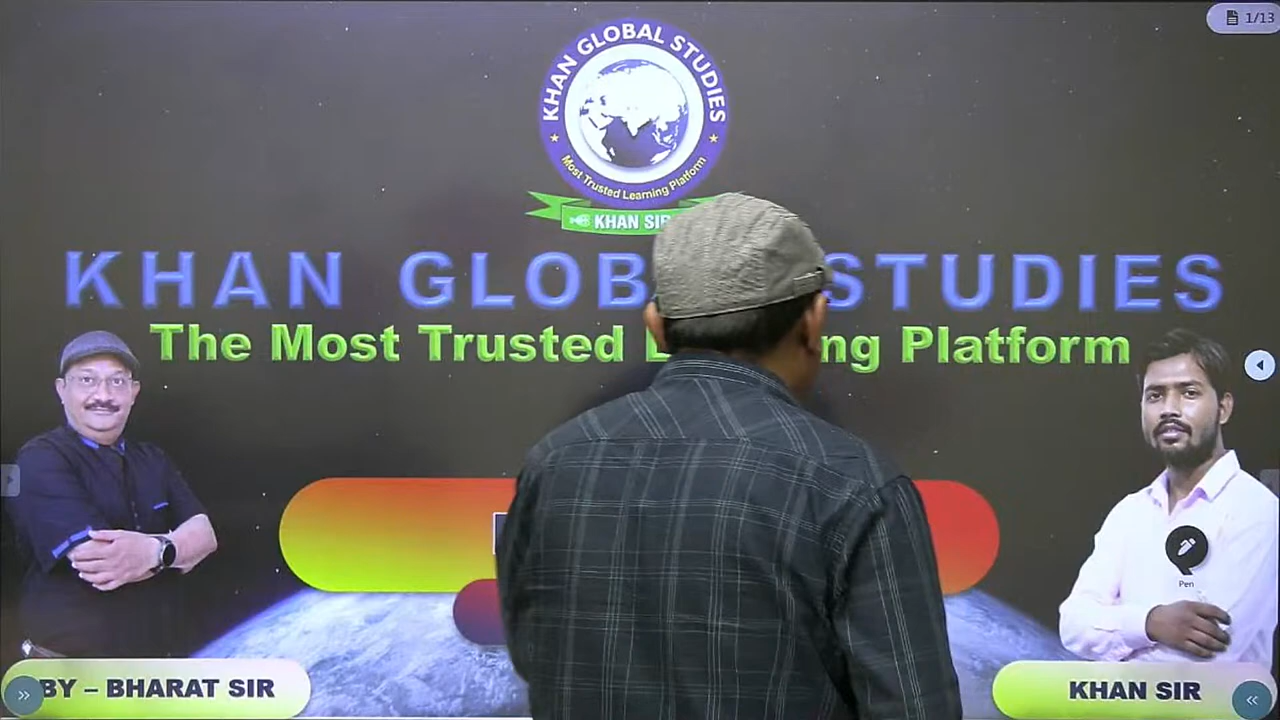 1/13
KHAN GLOBAL STUDIES
Most Trusted Learning Platform
KHAN SIR
KHAN GLOB STUDIES
The Most Trusted L ng Platform
Pen
BY – BHARAT SIR
KHAN SIR